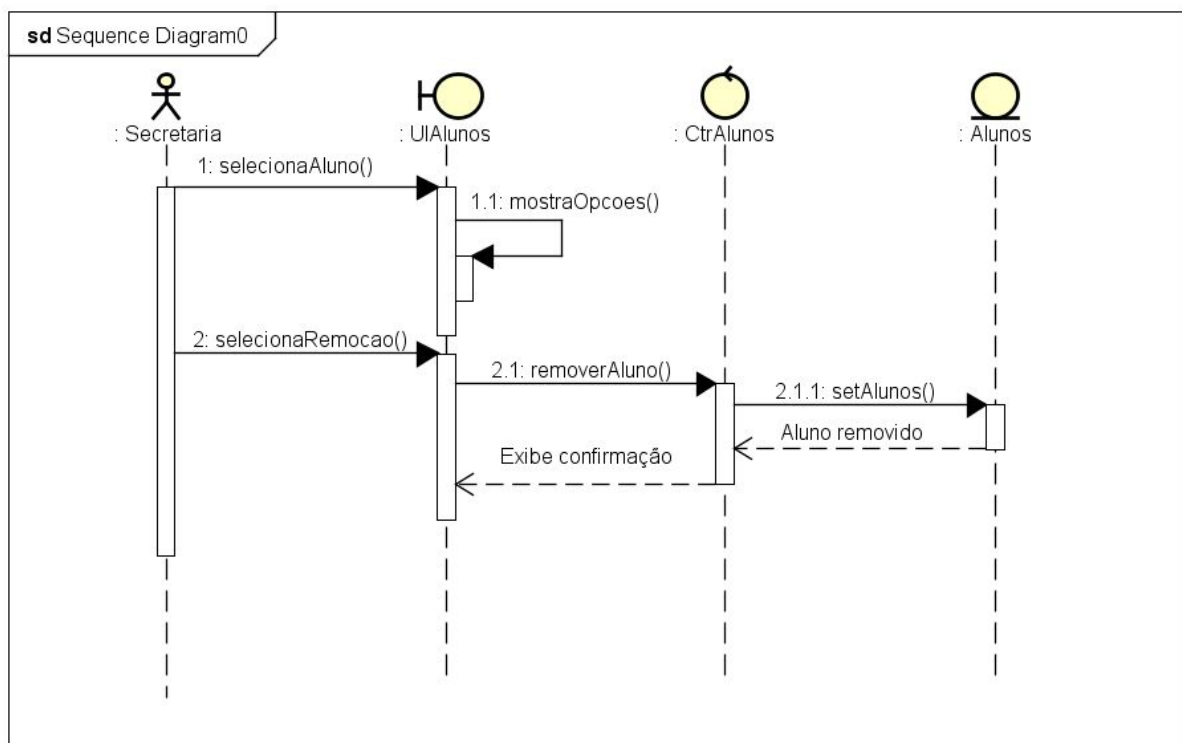 sd Sequence Diagram0
: Secretaria
: UIAlunos
: CtrAlunos
: Alunos
1: selecionaAluno()
1.1: mostraOpcoes()
2: selecionaRemocao()
2.1: removerAluno()
2.1.1: setAlunos()
Aluno removido
Exibe confirmação